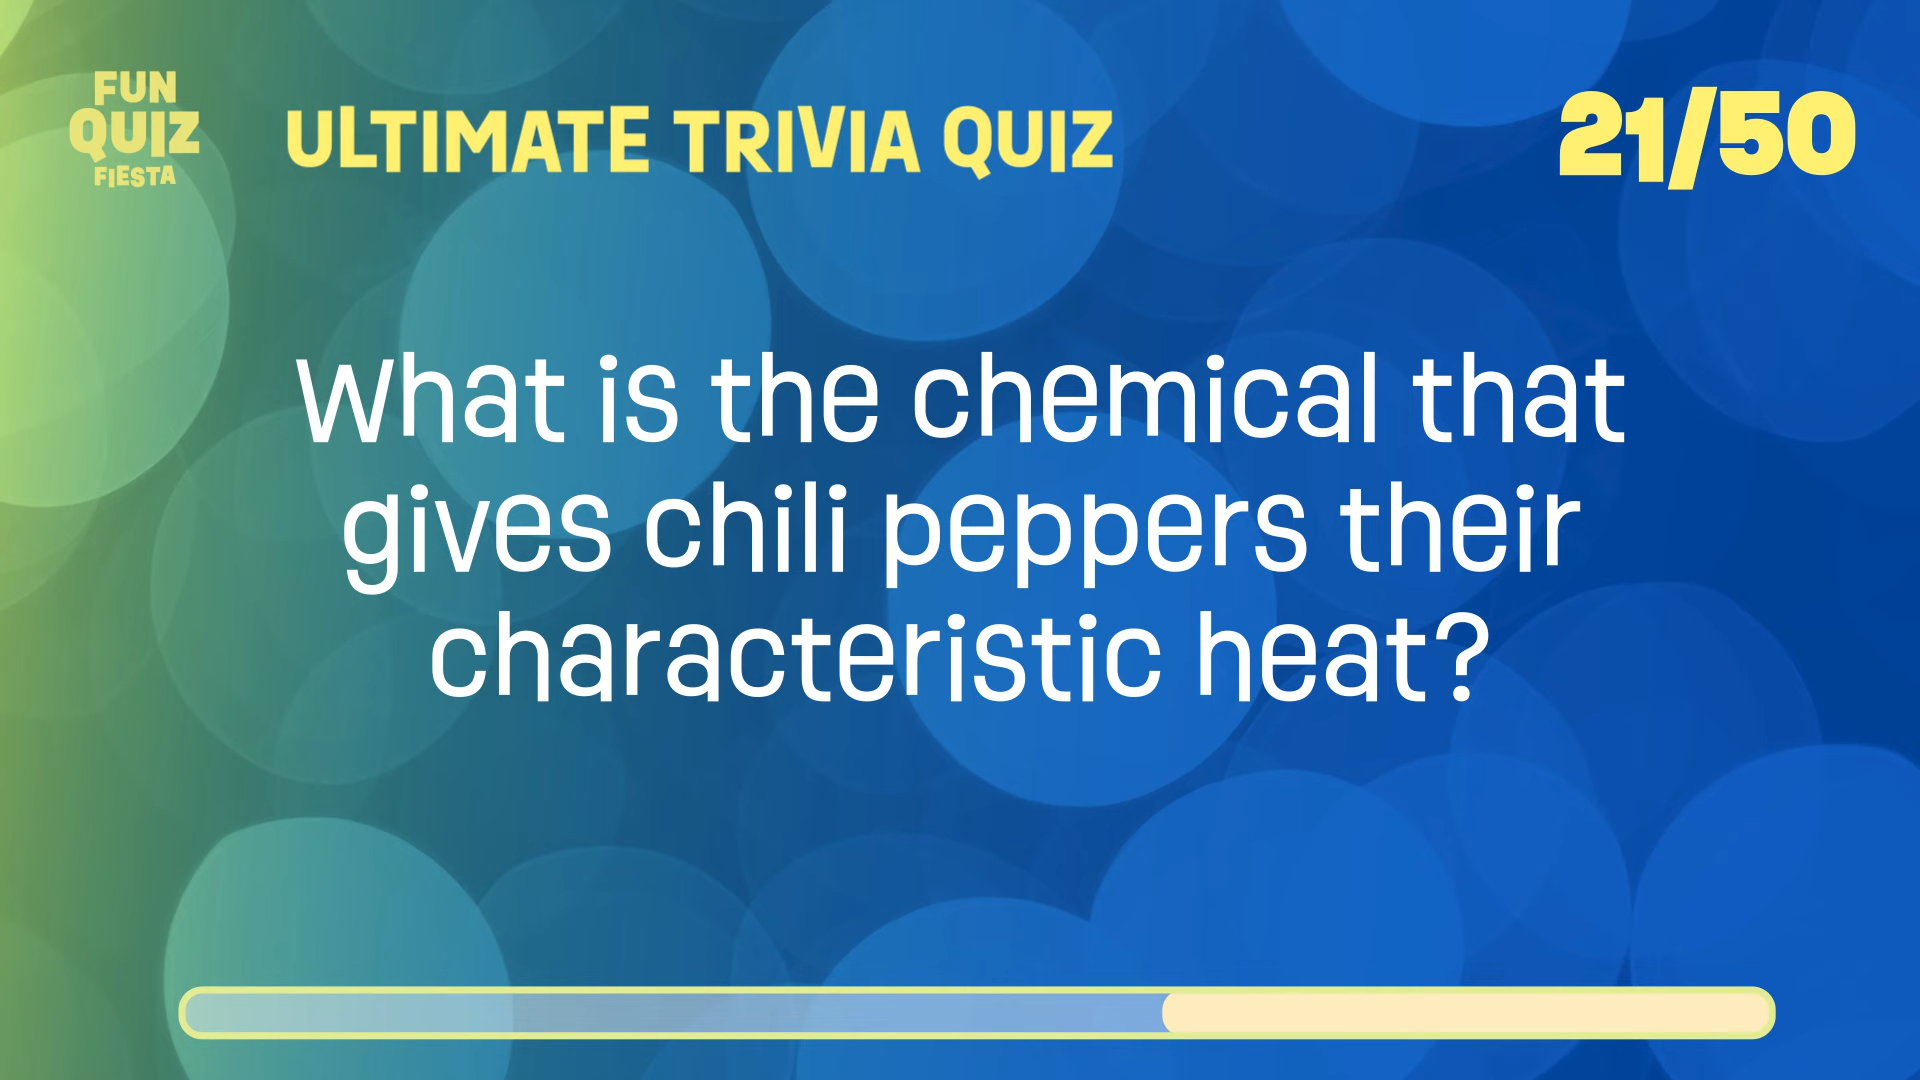 FUN
QUIZ
FIESTA
ULTIMATE TRIVIA QUIZ
21/50
What is the chemical that
gives chili peppers their
characteristic heat?